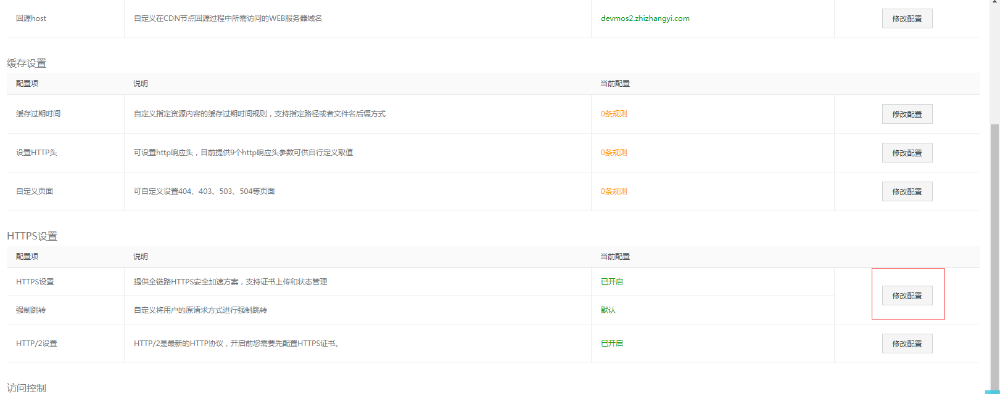 回源host 自定义在CDN节点回源过程中所需访问的WEB服务器域名 devmos2.zhizhangyi.com 修改配置
缓存设置
配置项 说明 当前配置
缓存过期时间 自定义指定资源内容的缓存过期时间规则，支持指定路径或者文件名后缀方式 0条规则 修改配置
设置HTTP头 可设置http响应头，目前提供9个http响应头参数可供自行定义取值 0条规则 修改配置
自定义页面 可自定义设置404、403、503、504等页面 0条规则 修改配置
HTTPS设置
配置项 说明 当前配置
HTTPS设置 提供全链路HTTPS安全加速方案，支持证书上传和状态管理 已开启
修改配置
强制跳转 自定义将用户的原请求方式进行强制跳转 默认
HTTP/2设置 HTTP/2是最新的HTTP协议，开启前您需要先配置HTTPS证书。 已开启 修改配置
访问控制